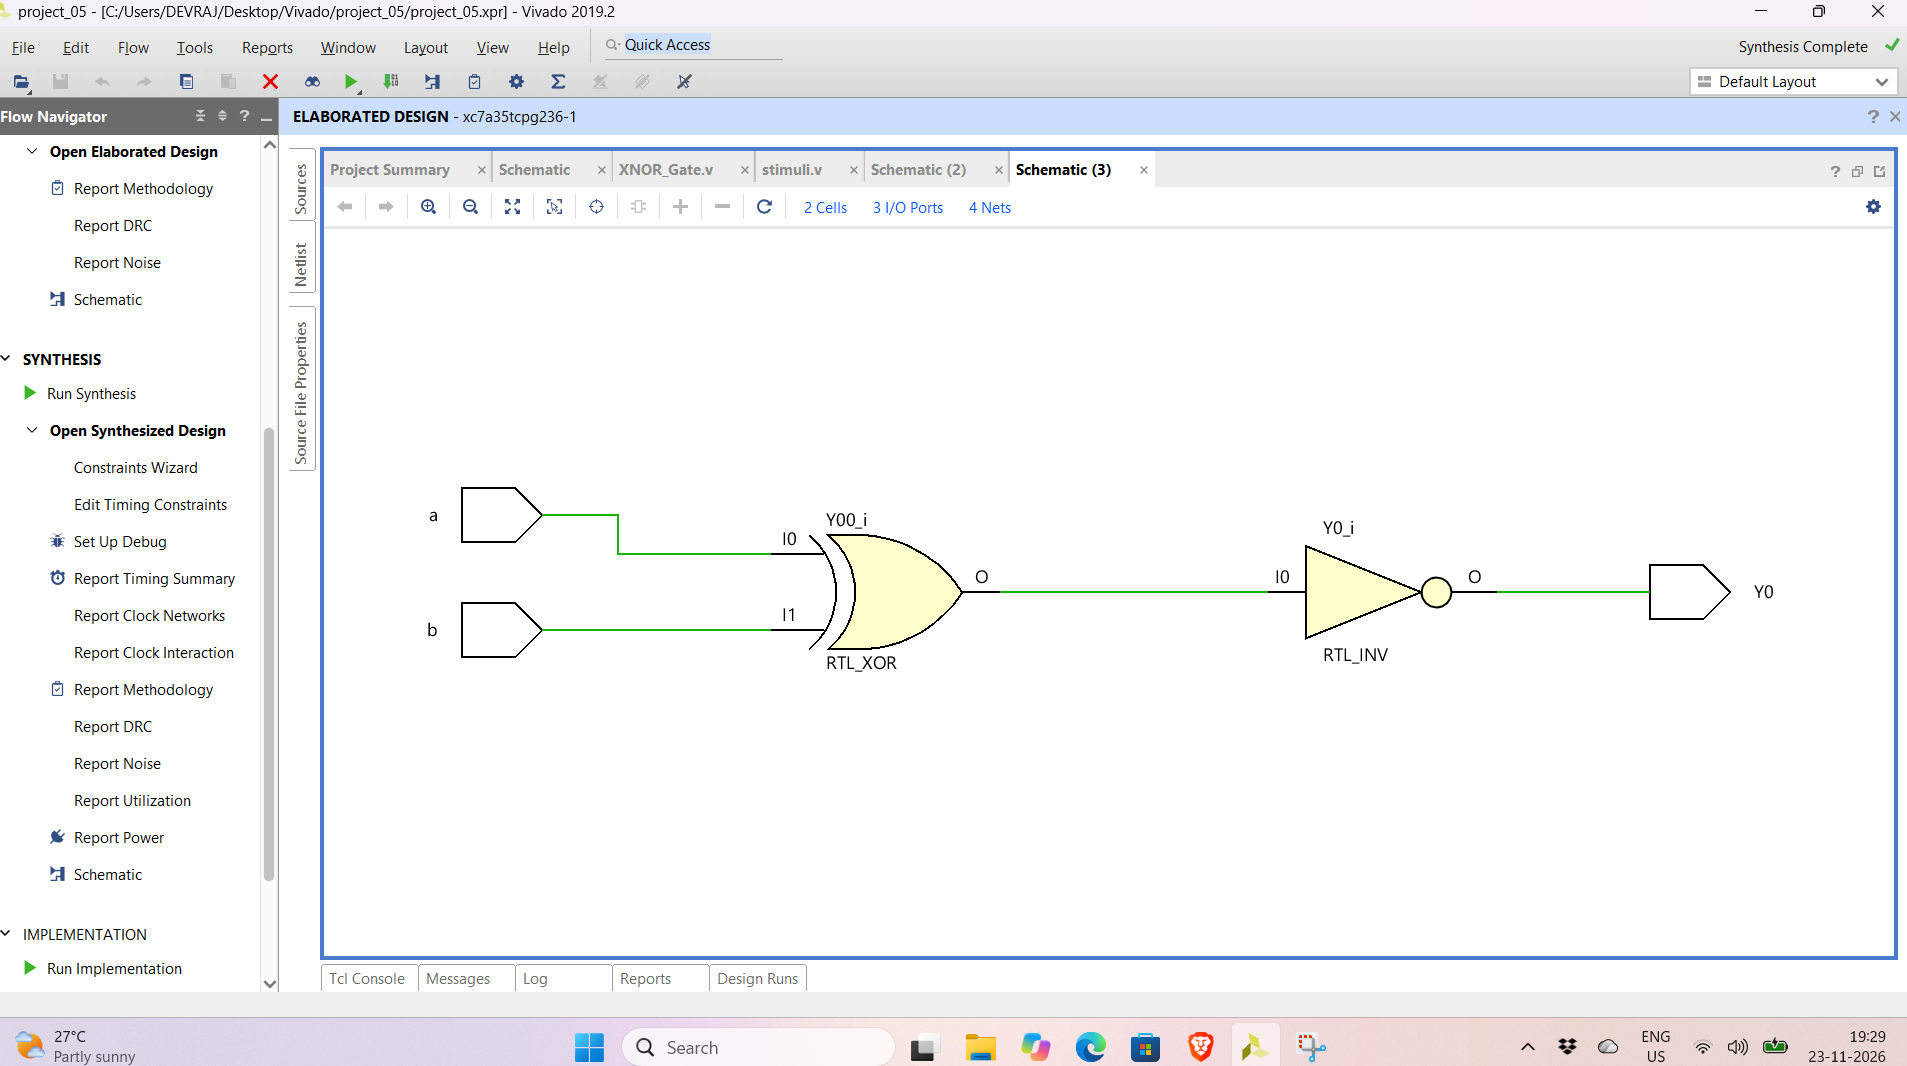 project_05 - [C:/Users/DEVRAJ/Desktop/Vivado/project_05/project_05.xpr] - Vivado 2019.2
File Edit Flow Tools Reports Window Layout View Help Quick Access
Synthesis Complete
Default Layout
Flow Navigator
?
ELABORATED DESIGN - xc7a35tcpg236-1
?
Open Elaborated Design
Report Methodology
Report DRC
Report Noise
Schematic
SYNTHESIS
Run Synthesis
Open Synthesized Design
Constraints Wizard
Edit Timing Constraints
Set Up Debug
Report Timing Summary
Report Clock Networks
Report Clock Interaction
Report Methodology
Report DRC
Report Noise
Report Utilization
Report Power
Schematic
IMPLEMENTATION
Run Implementation
Sources
Netlist
Source File Properties
Project Summary Schematic XNOR_Gate.v stimuli.v Schematic (2) Schematic (3)
?
2 Cells 3 I/O Ports 4 Nets
a
b
I0
I1
Y00_i
RTL_XOR
O
I0
Y0_i
RTL_INV
O
Y0
Tcl Console Messages Log Reports Design Runs
27°C
Partly sunny
Search
ENG
US
19:29
23-11-2026